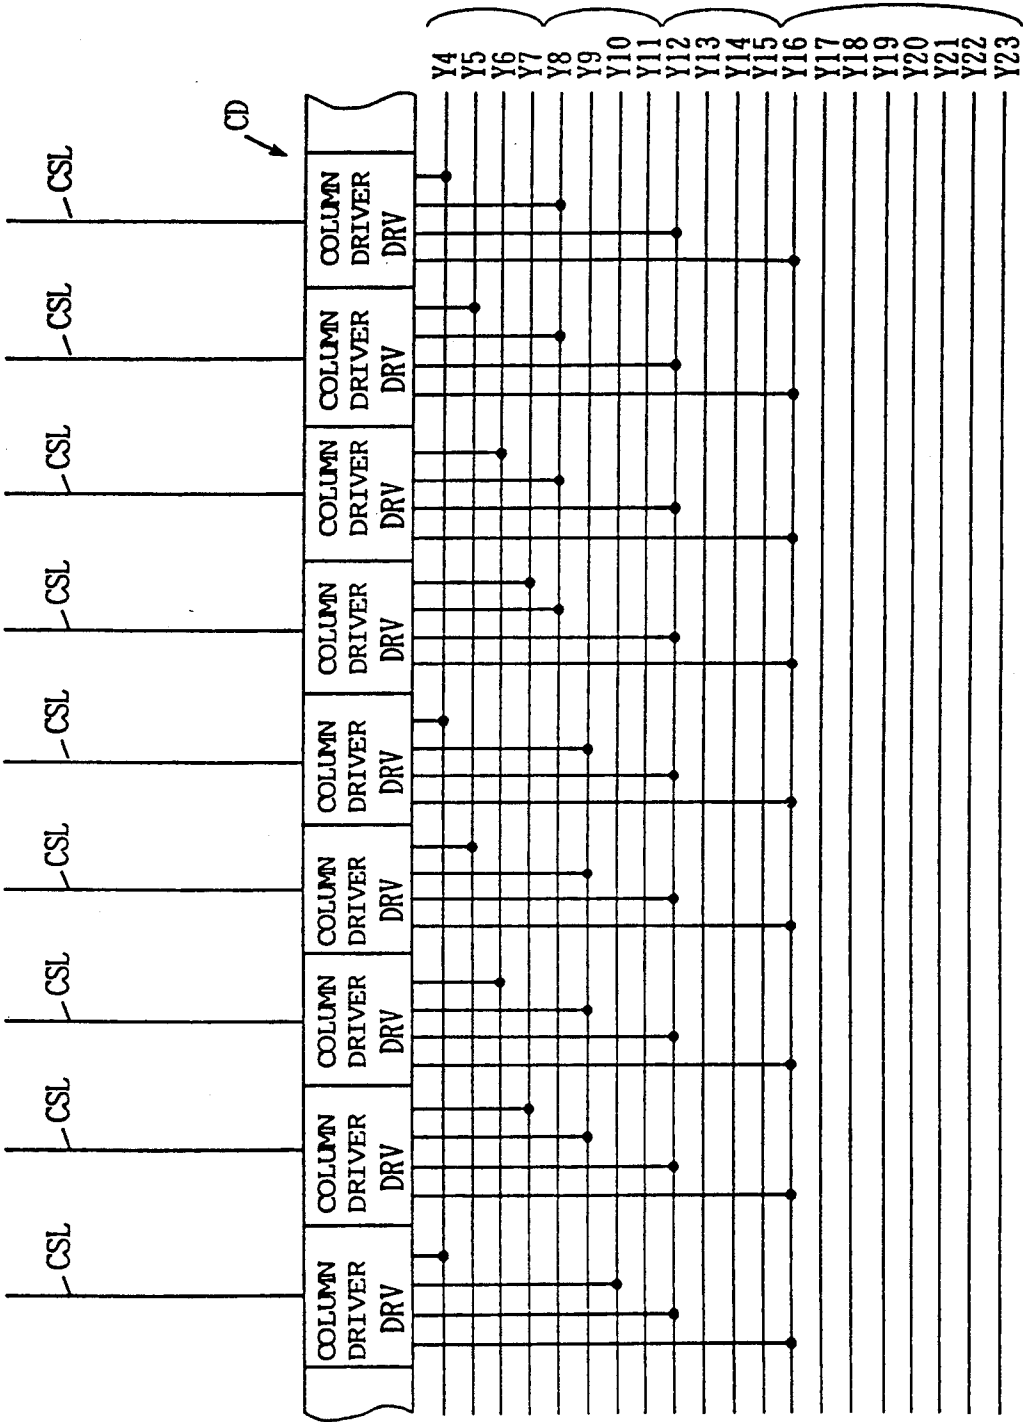 Y4
Y5
Y6
Y7
Y8
Y9
Y10
Y11
Y12
Y13
Y14
Y15
Y16
Y17
Y18
Y19
Y20
Y21
Y22
Y23
CD
CSL
COLUMN
DRIVER
DRV
CSL
COLUMN
DRIVER
DRV
CSL
COLUMN
DRIVER
DRV
CSL
COLUMN
DRIVER
DRV
CSL
COLUMN
DRIVER
DRV
CSL
COLUMN
DRIVER
DRV
CSL
COLUMN
DRIVER
DRV
CSL
COLUMN
DRIVER
DRV
CSL
COLUMN
DRIVER
DRV